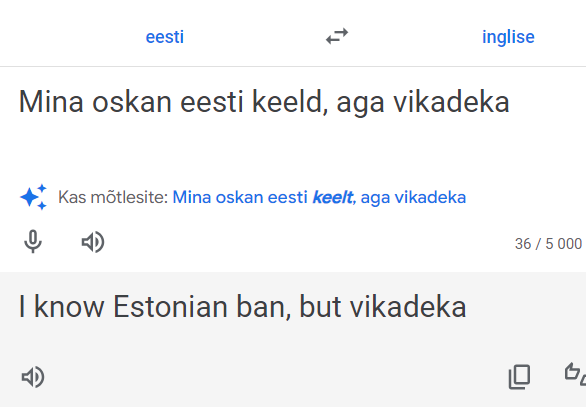 eesti
inglise
Mina oskan eesti keeld, aga vikadeka
Kas mõtlesite: Mina oskan eesti keelt, aga vikadeka
36 / 5 000
I know Estonian ban, but vikadeka